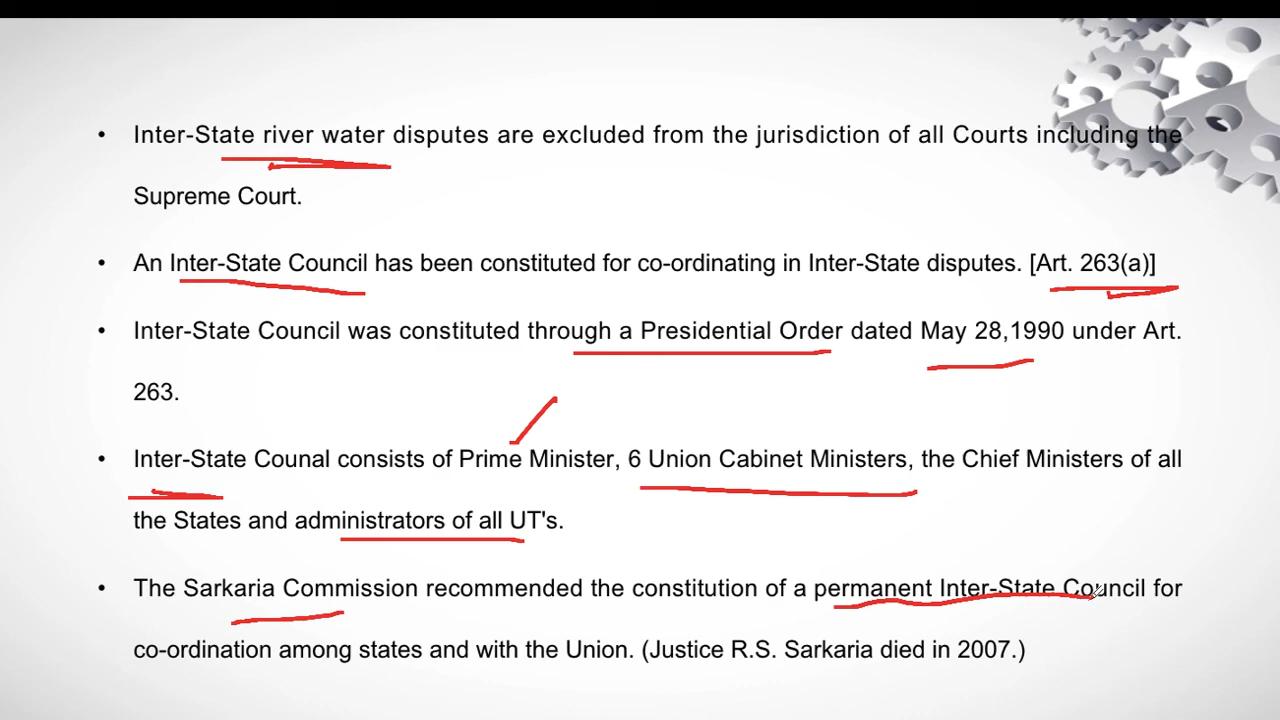 • Inter-State river water disputes are excluded from the jurisdiction of all Courts including the
Supreme Court.
• An Inter-State Council has been constituted for co-ordinating in Inter-State disputes. [Art. 263(a)]
• Inter-State Council was constituted through a Presidential Order dated May 28,1990 under Art.
263.
• Inter-State Counal consists of Prime Minister, 6 Union Cabinet Ministers, the Chief Ministers of all
the States and administrators of all UT's.
• The Sarkaria Commission recommended the constitution of a permanent Inter-State Council for
co-ordination among states and with the Union. (Justice R.S. Sarkaria died in 2007.)